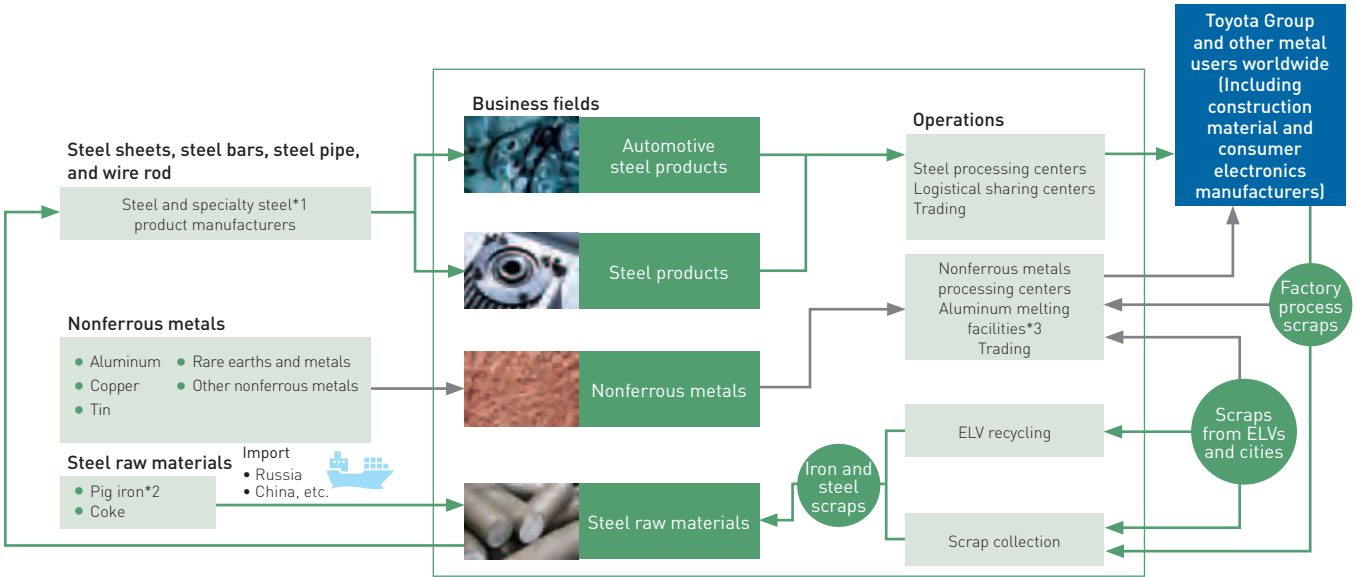 Toyota Group
and other metal
users worldwide
(Including
construction
material and
consumer
electronics
manufacturers)
Business fields
Operations
Steel sheets, steel bars, steel pipe,
and wire rod
Steel and specialty steel*1
product manufacturers
Automotive
steel products
Steel processing centers
Logistical sharing centers
Trading
Steel products
Nonferrous metals
processing centers
Aluminum melting
facilities*3
Trading
Factory
process
scraps
Nonferrous metals
● Aluminum
● Copper
● Tin
● Rare earths and metals
● Other nonferrous metals
Nonferrous metals
ELV recycling
Scraps
from ELVs
and cities
Steel raw materials
● Pig iron*2
● Coke
Import
• Russia
• China, etc.
Steel raw materials
Iron and
steel
scraps
Scrap collection